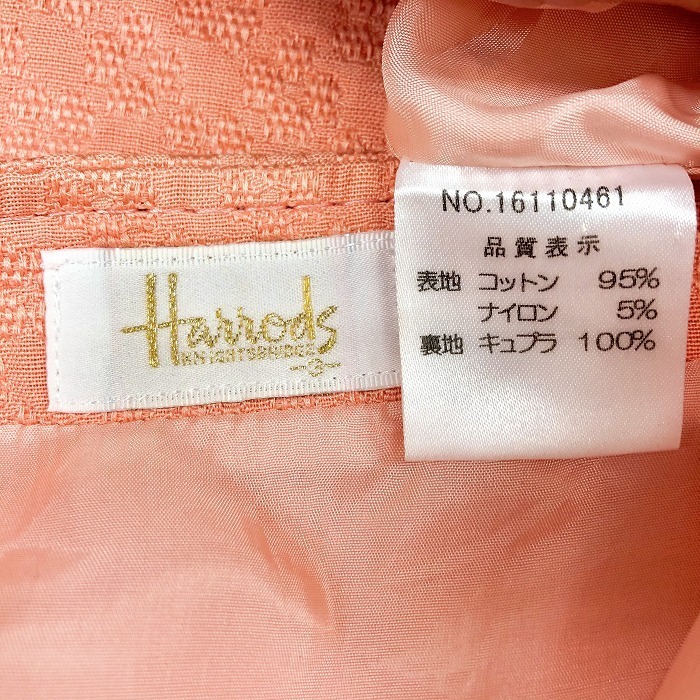 Harrods
KNIGHTSBRIDGE
-3-
NO.16110461
品質表示
表地 コットン 95%
ナイロン 5%
裏地 キュプラ 100%